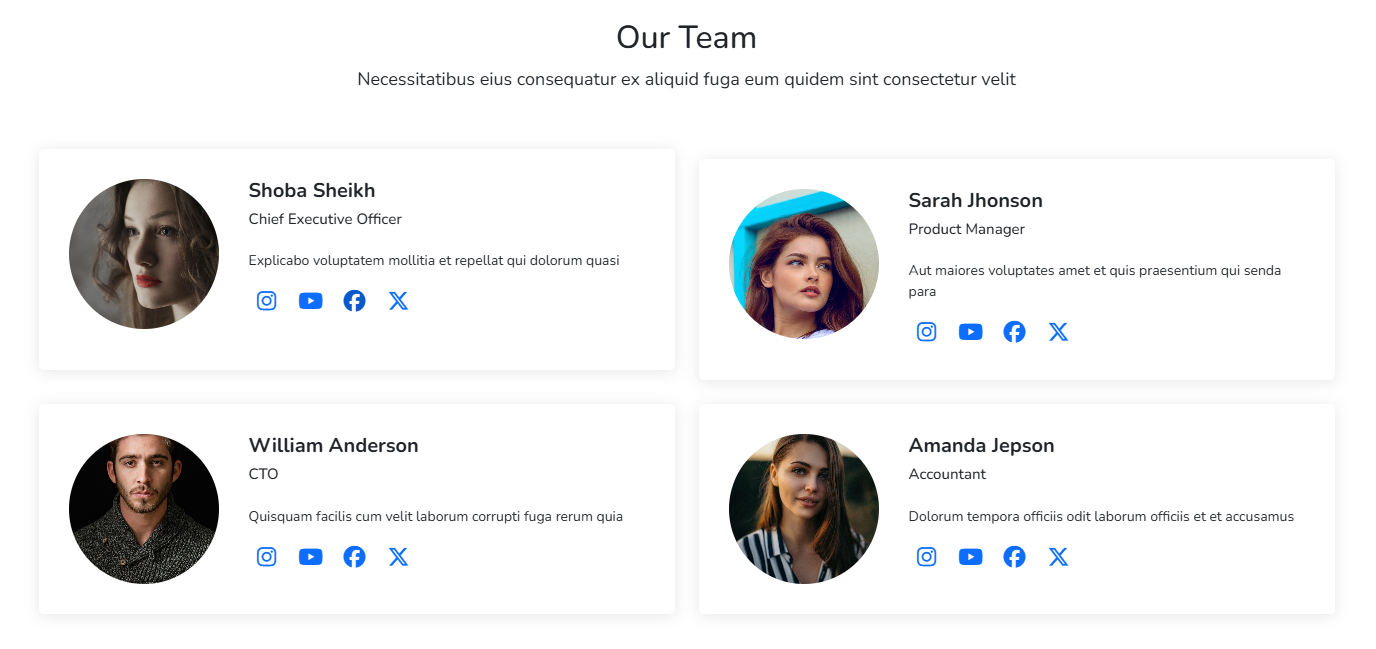 Our Team
Necessitatibus eius consequatur ex aliquid fuga eum quidem sint consectetur velit
Shoba Sheikh
Chief Executive Officer
Explicabo voluptatem mollitia et repellat qui dolorum quasi
Sarah Jhonson
Product Manager
Aut maiores voluptates amet et quis praesentium qui senda
para
William Anderson
CTO
Quisquam facilis cum velit laborum corrupti fuga rerum quia
Amanda Jepson
Accountant
Dolorum tempora officiis odit laborum officiis et et accusamus